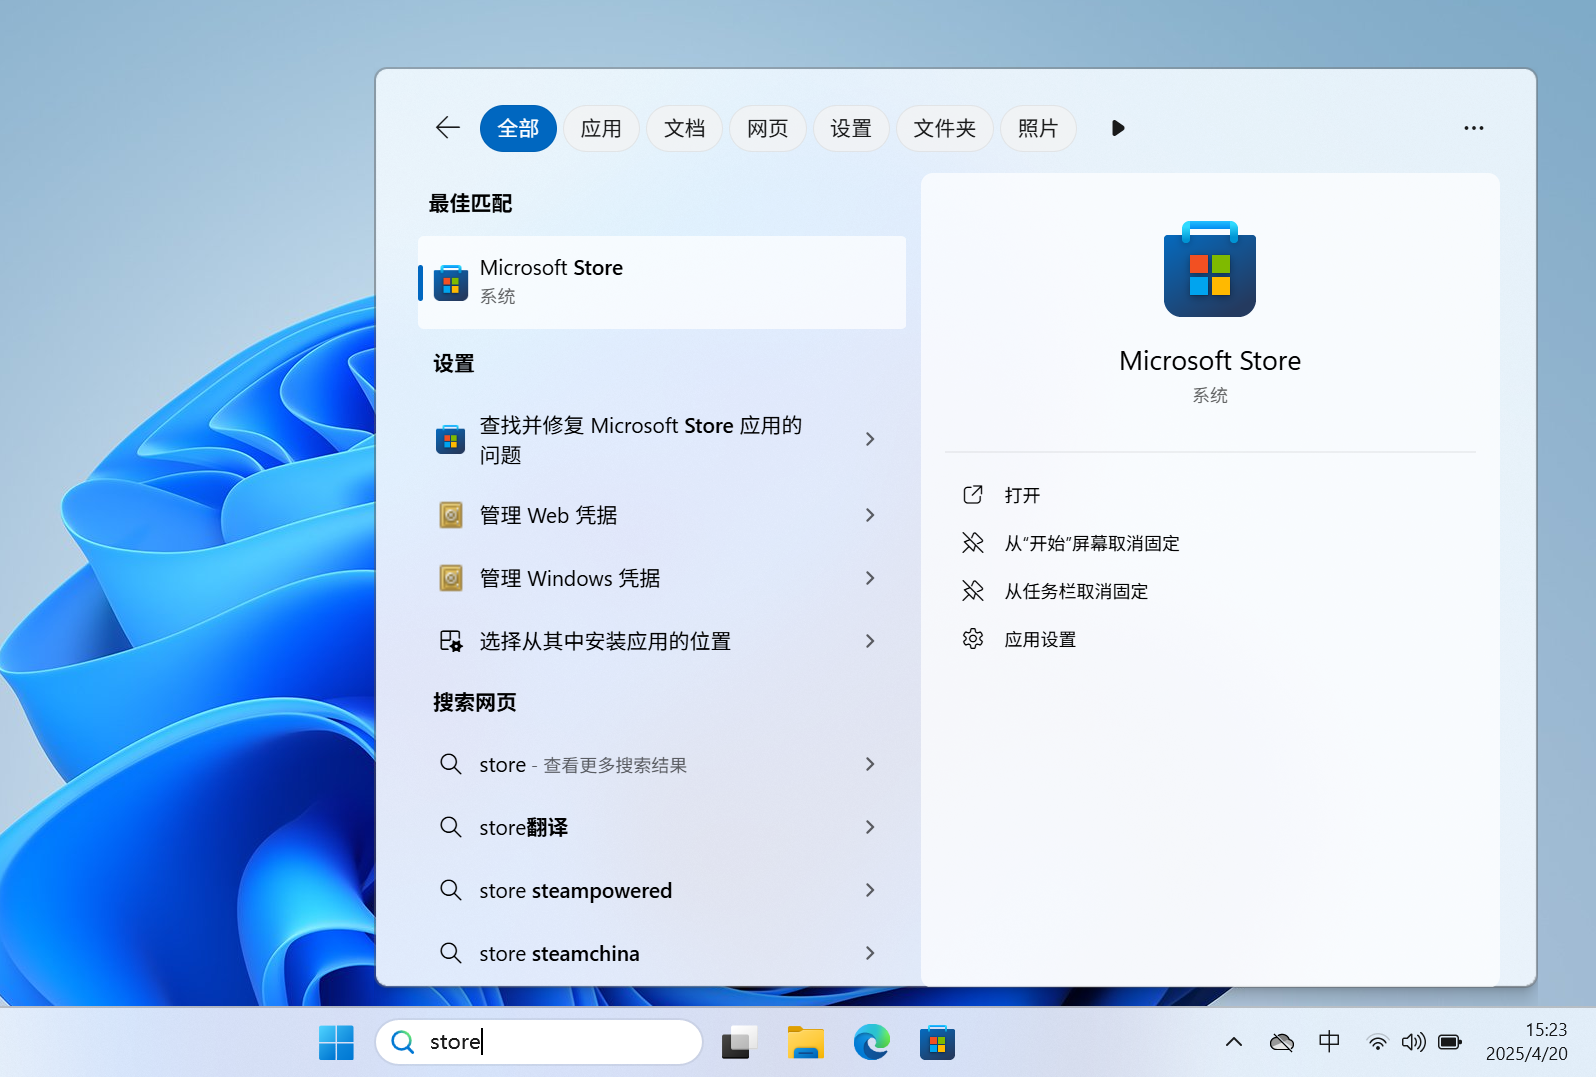 全部 应用 文档 网页 设置 文件夹 照片
最佳匹配
Microsoft Store
系统
设置
查找并修复 Microsoft Store 应用的
问题
管理 Web 凭据
管理 Windows 凭据
选择从其中安装应用的位置
搜索网页
store - 查看更多搜索结果
store翻译
store steampowered
store steamchina
Microsoft Store
系统
打开
从“开始”屏幕取消固定
从任务栏取消固定
应用设置
store
中
15:23
2025/4/20